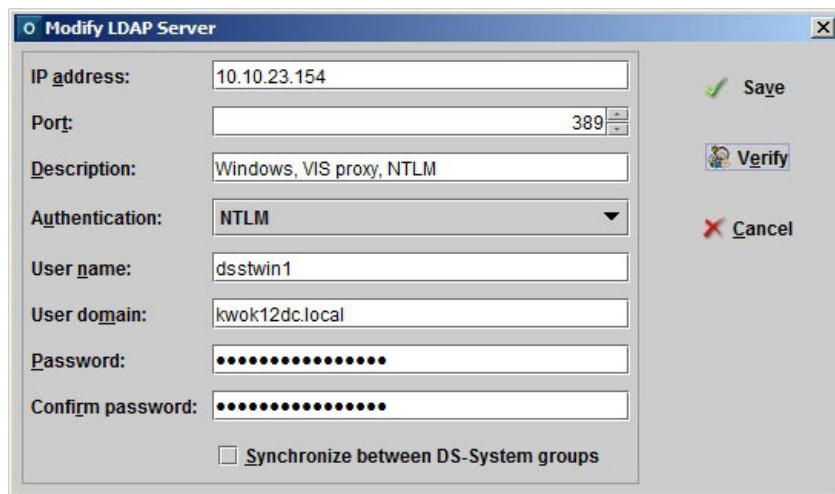 Modify LDAP Server
IP address: 10.10.23.154
Port: 389
Description: Windows, VIS proxy, NTLM
Authentication: NTLM
User name: dsstwin1
User domain: kwok12dc.local
Password: ••••••••••••••••
Confirm password: ••••••••••••••••
Synchronize between DS-System groups
Save
Verify
Cancel